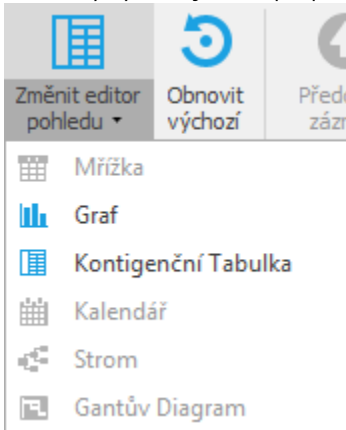 Změnit editor
pohledu
Obnovit
výchozí
Mřížka
Graf
Kontigenční Tabulka
Kalendář
Strom
Gantův Diagram